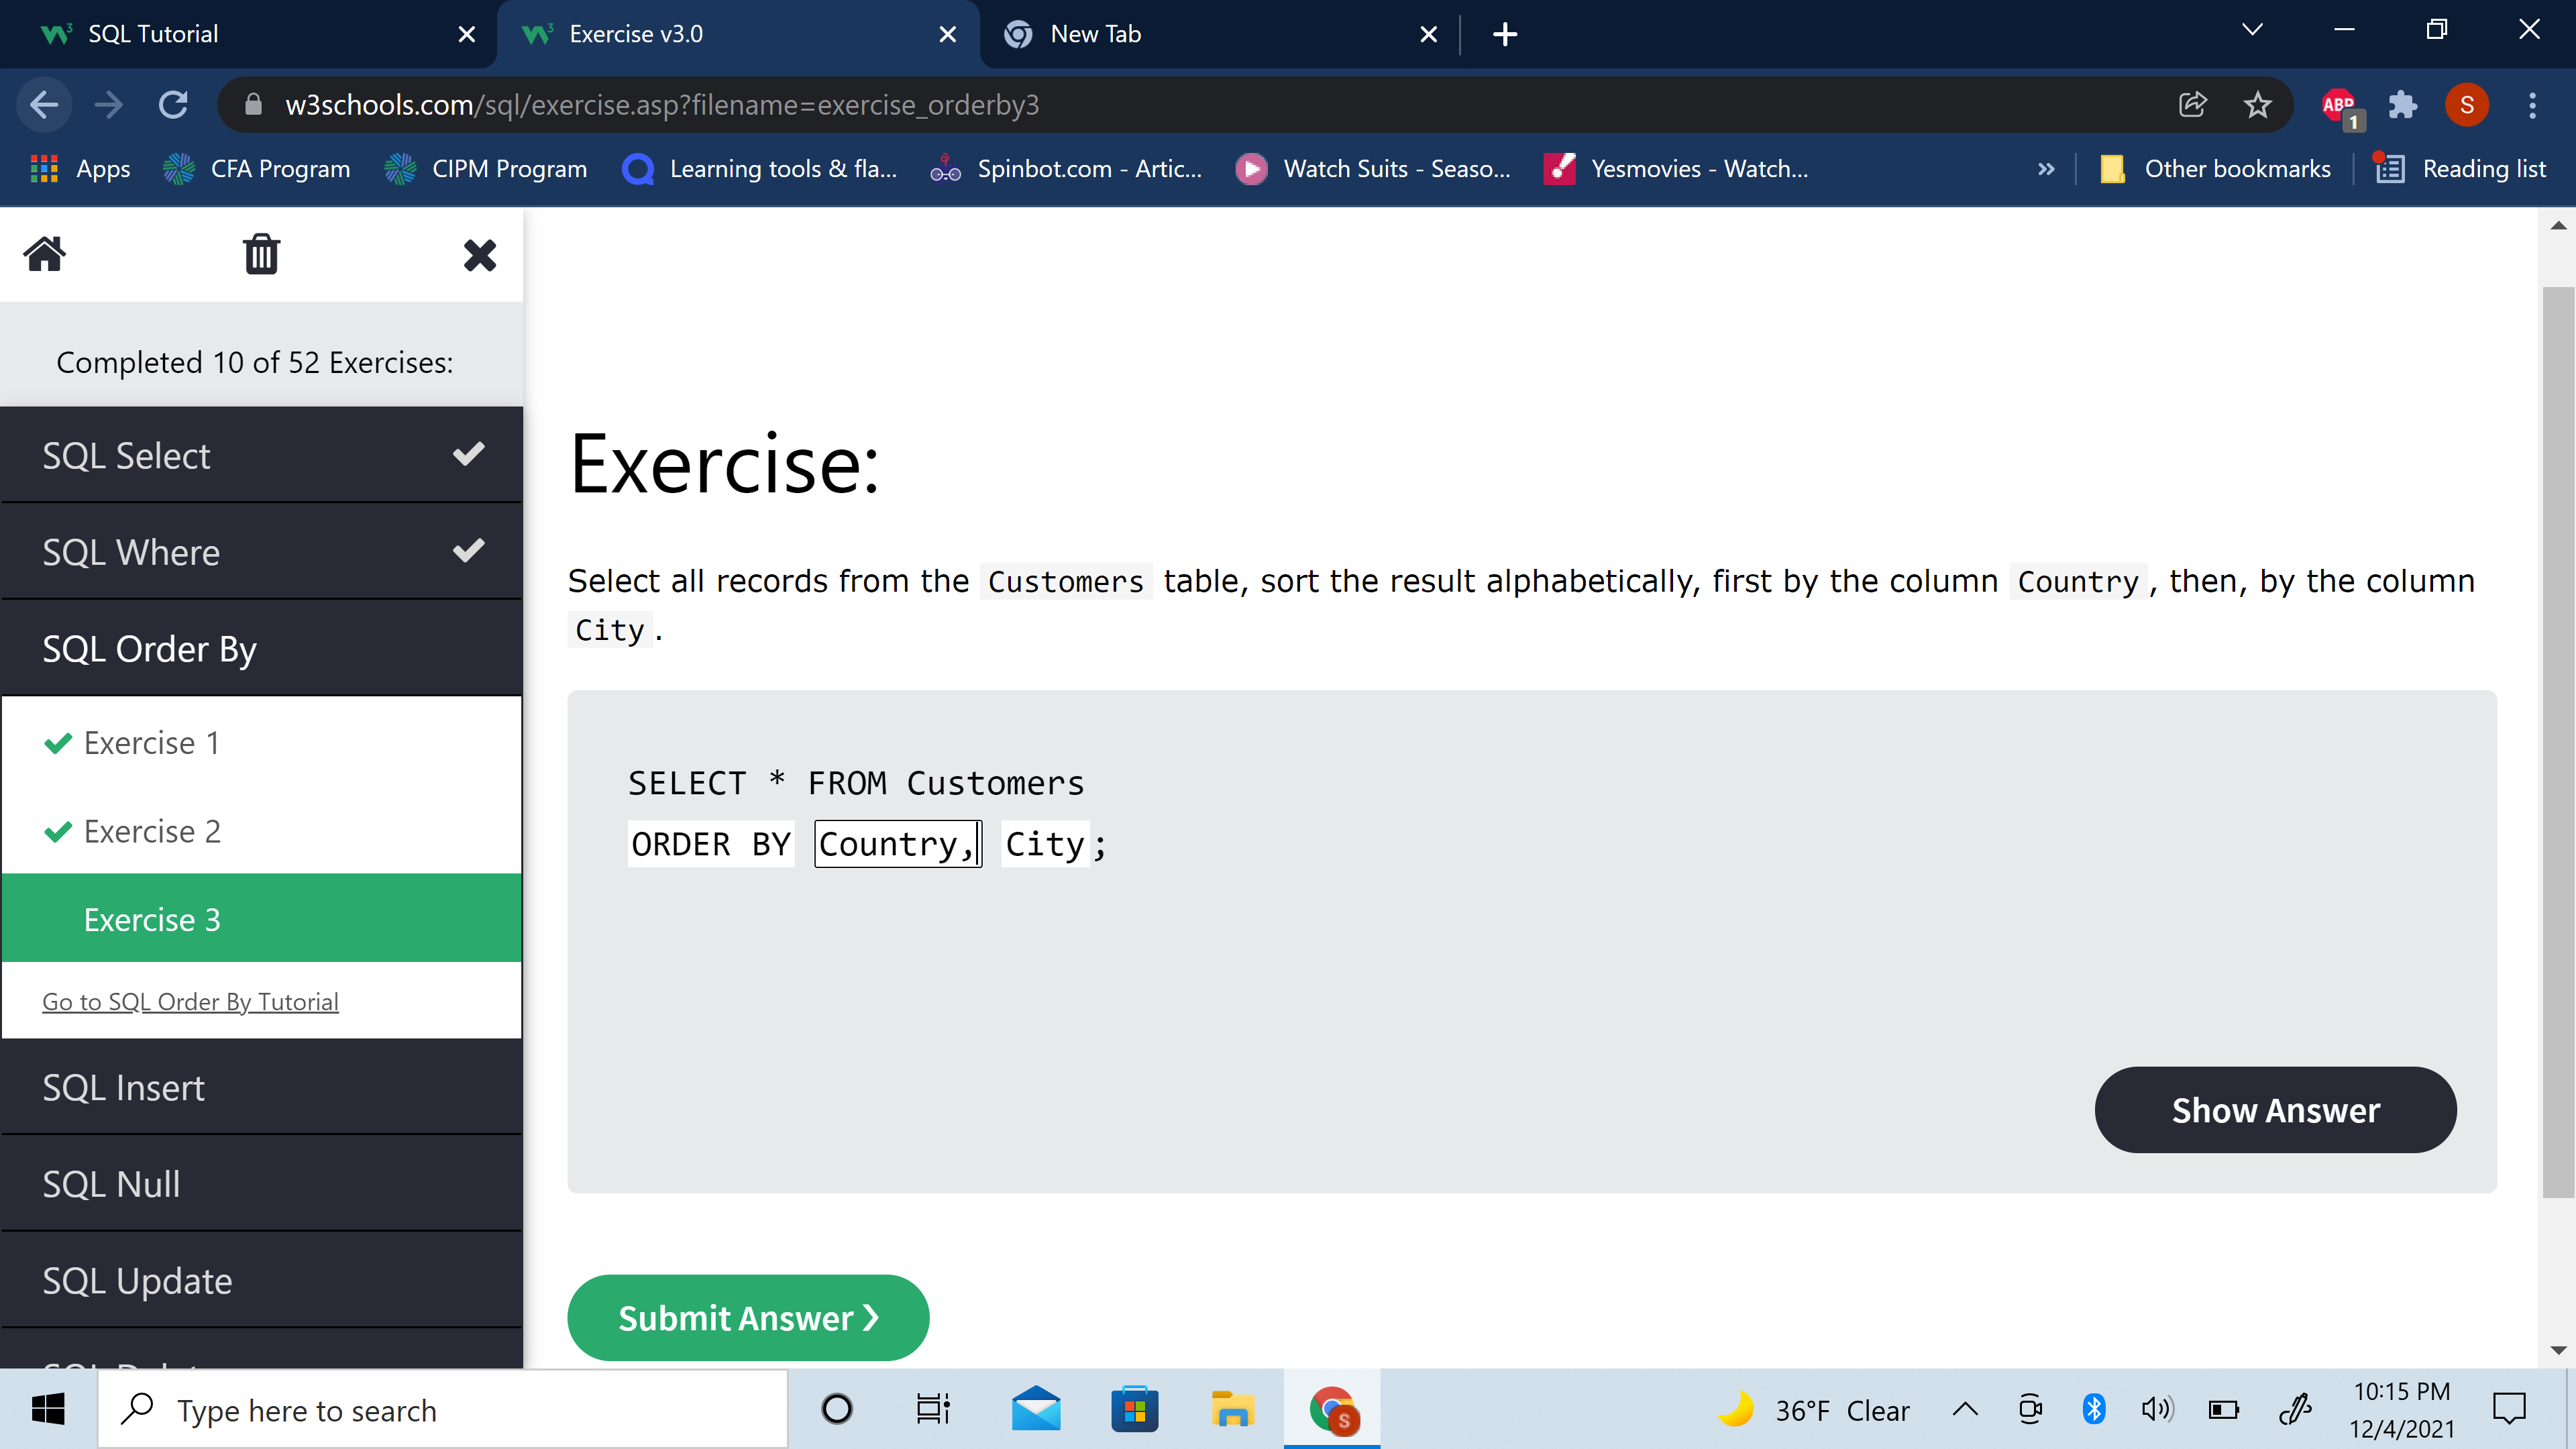 SQL Tutorial
Exercise v3.0
New Tab
w3schools.com/sql/exercise.asp?filename=exercise_orderby3
ABP
1
S
Apps
CFA Program
CIPM Program
Learning tools & fla...
Spinbot.com - Artic...
Watch Suits - Seaso...
Yesmovies - Watch...
»
Other bookmarks
Reading list
Completed 10 of 52 Exercises:
SQL Select
SQL Where
SQL Order By
Exercise 1
Exercise 2
Exercise 3
Go to SQL Order By Tutorial
SQL Insert
SQL Null
SQL Update
Exercise:
Select all records from the Customers table, sort the result alphabetically, first by the column Country, then, by the column
City.
SELECT * FROM Customers
ORDER BY Country, City;
Show Answer
Submit Answer ❯
Type here to search
S
36°F Clear
10:15 PM
12/4/2021